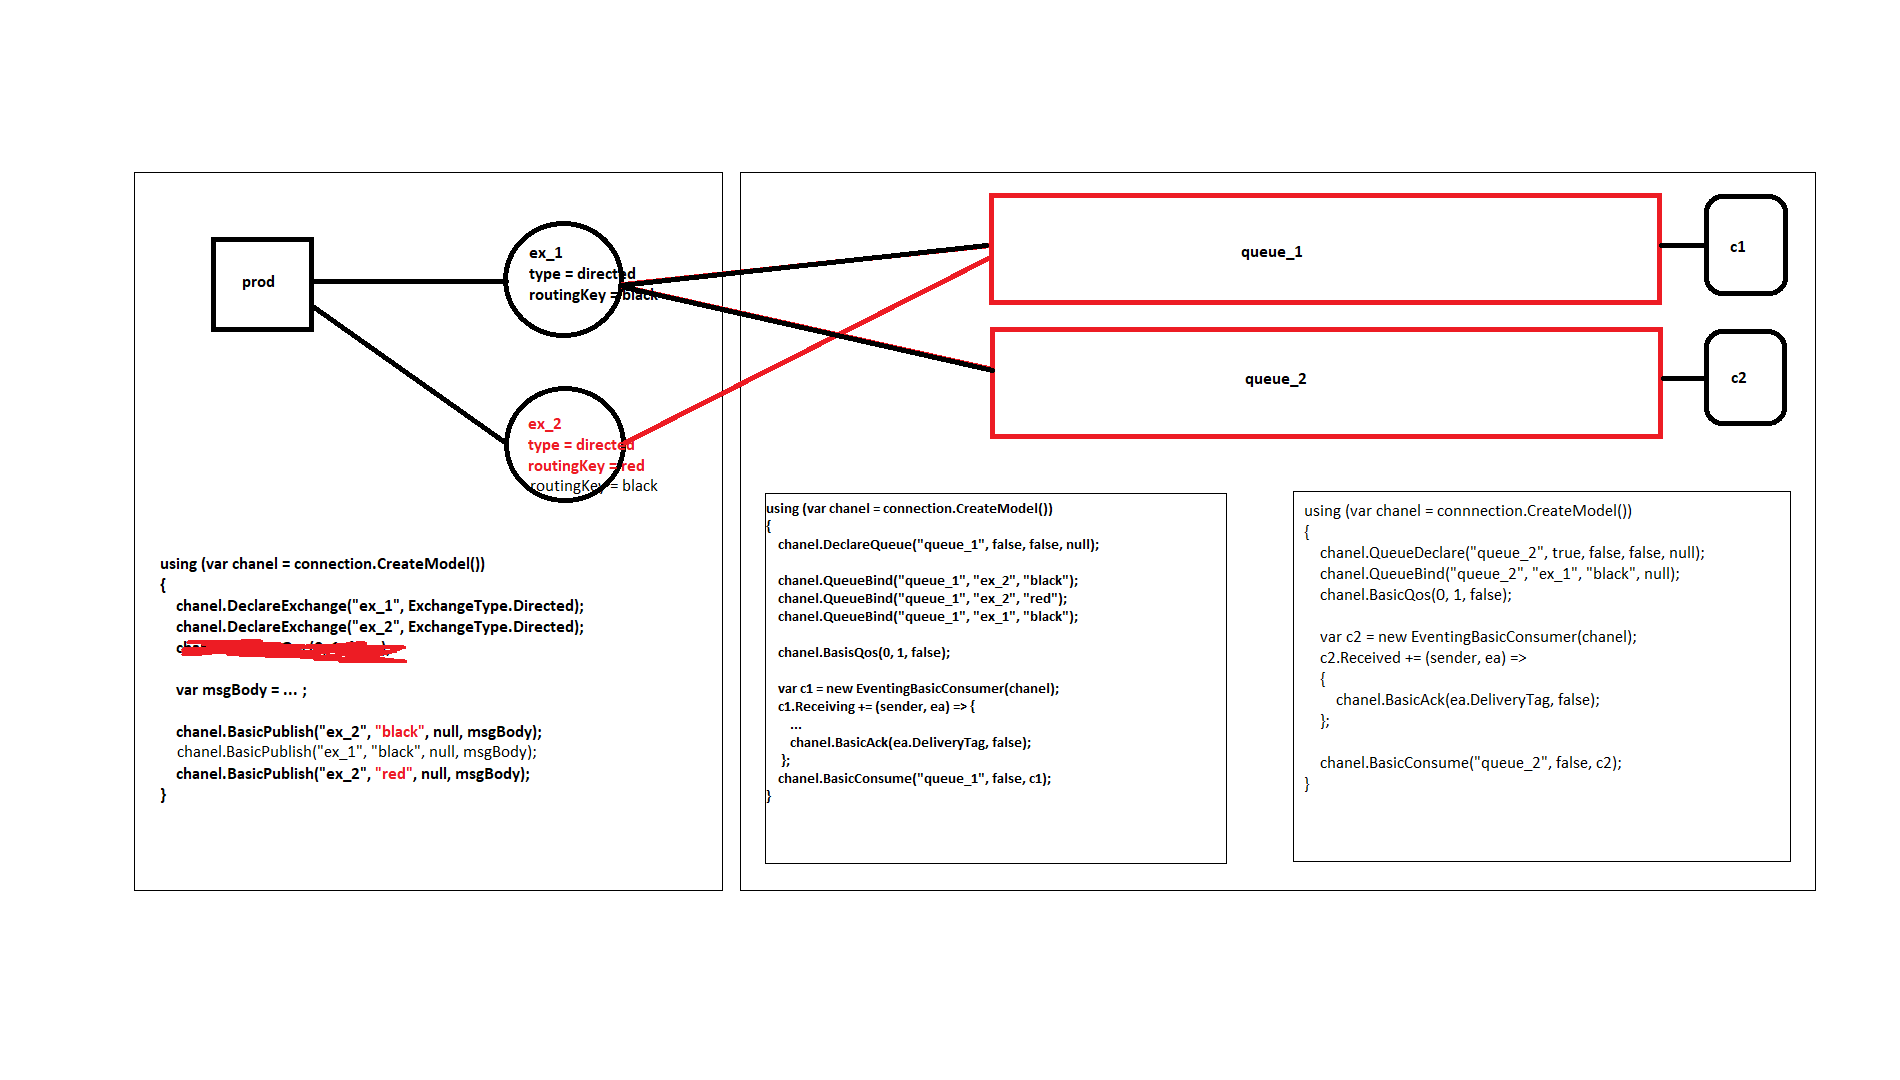 prod
ex_1
type = directed
routingKey = black
ex_2
type = directed
routingKey = red
routingKey = black
queue_1
c1
queue_2
c2
using (var chanel = connection.CreateModel())
{
chanel.DeclareExchange("ex_1", ExchangeType.Directed);
chanel.DeclareExchange("ex_2", ExchangeType.Directed);
var msgBody = ... ;
chanel.BasicPublish("ex_2", "black", null, msgBody);
chanel.BasicPublish("ex_1", "black", null, msgBody);
chanel.BasicPublish("ex_2", "red", null, msgBody);
}
using (var chanel = connection.CreateModel())
{
chanel.DeclareQueue("queue_1", false, false, null);
chanel.QueueBind("queue_1", "ex_2", "black");
chanel.QueueBind("queue_1", "ex_2", "red");
chanel.QueueBind("queue_1", "ex_1", "black");
chanel.BasisQos(0, 1, false);
var c1 = new EventingBasicConsumer(chanel);
c1.Receiving += (sender, ea) => {
...
chanel.BasicAck(ea.DeliveryTag, false);
};
chanel.BasicConsume("queue_1", false, c1);
}
using (var chanel = connnection.CreateModel())
{
chanel.QueueDeclare("queue_2", true, false, false, null);
chanel.QueueBind("queue_2", "ex_1", "black", null);
chanel.BasicQos(0, 1, false);
var c2 = new EventingBasicConsumer(chanel);
c2.Received += (sender, ea) =>
{
chanel.BasicAck(ea.DeliveryTag, false);
};
chanel.BasicConsume("queue_2", false, c2);
}